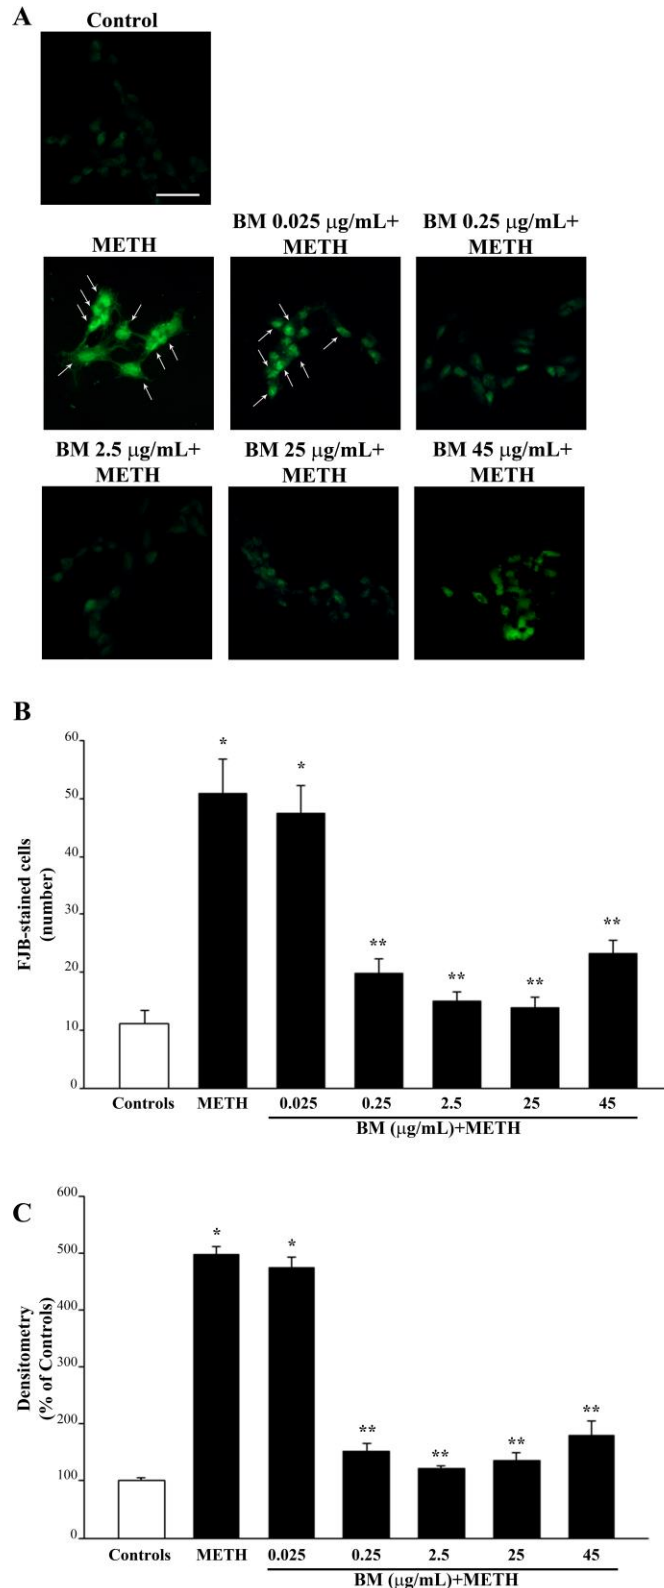 A
Control
METH
BM 0.025 μg/mL+
METH
BM 0.25 μg/mL+
METH
BM 2.5 μg/mL+
METH
BM 25 μg/mL+
METH
BM 45 μg/mL+
METH
B
60
50
40
30
20
10
0
FJB-stained cells
(number)
*
*
**
**
**
**
Controls METH 0.025 0.25 2.5 25 45
BM (μg/mL)+METH
C
600
500
400
300
200
100
0
Densitometry
(% of Controls)
*
*
**
**
**
**
Controls METH 0.025 0.25 2.5 25 45
BM (μg/mL)+METH